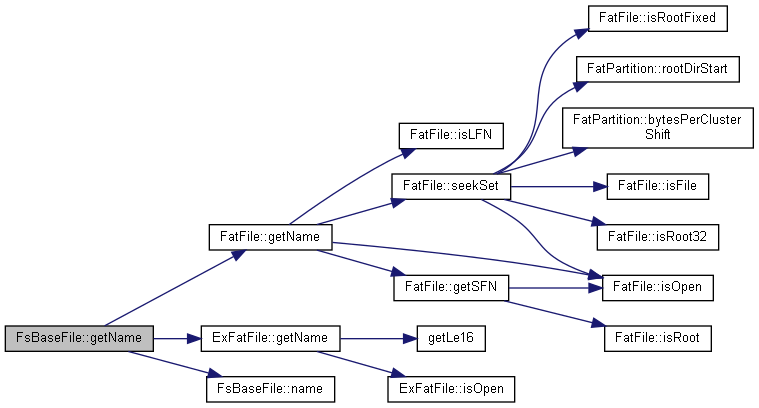 FatFile::isRootFixed
FatPartition::rootDirStart
FatPartition::bytesPerCluster
Shift
FatFile::isLFN
FatFile::seekSet
FatFile::isFile
FatFile::getName
FatFile::isRoot32
FatFile::getSFN
FatFile::isOpen
FsBaseFile::getName
ExFatFile::getName
getLe16
FatFile::isRoot
FsBaseFile::name
ExFatFile::isOpen